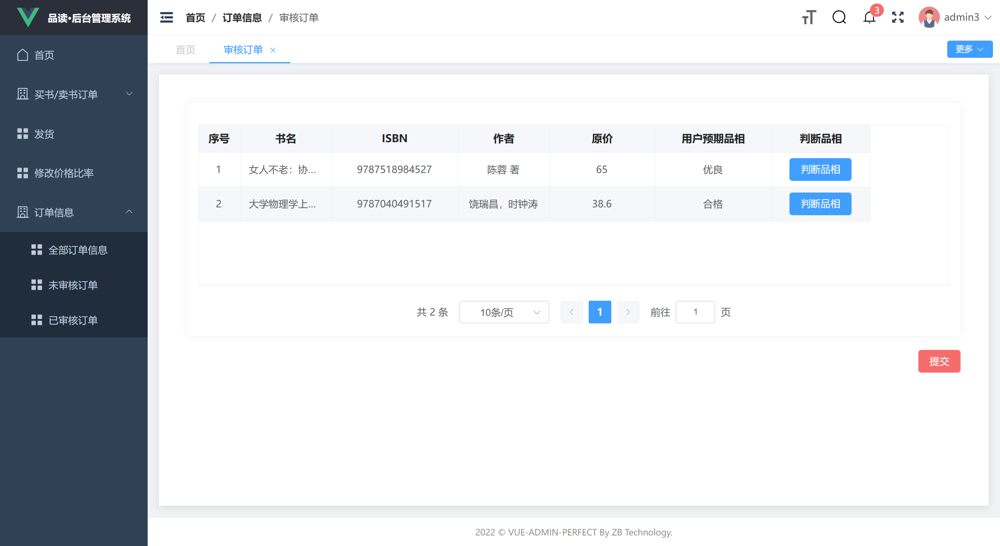 品读•后台管理系统
首页 / 订单信息 / 审核订单
3
admin3
首页
审核订单
更多
首页
买书/卖书订单
发货
修改价格比率
订单信息
全部订单信息
未审核订单
已审核订单
序号 书名 ISBN 作者 原价 用户预期品相 判断品相
1 女人不老：协... 9787518984527 陈蓉 著 65 优良 判断品相
2 大学物理学上... 9787040491517 饶瑞昌，时钟涛 38.6 合格 判断品相
共 2 条 10条/页 1 前往 1 页
提交
2022 © VUE-ADMIN-PERFECT By ZB Technology.